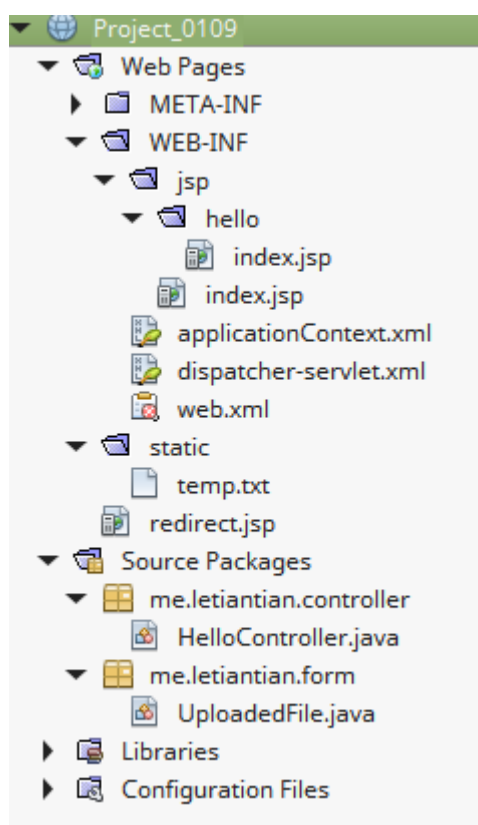 Project_0109
Web Pages
META-INF
WEB-INF
jsp
hello
index.jsp
index.jsp
applicationContext.xml
dispatcher-servlet.xml
web.xml
static
temp.txt
redirect.jsp
Source Packages
me.letiantian.controller
HelloController.java
me.letiantian.form
UploadedFile.java
Libraries
Configuration Files